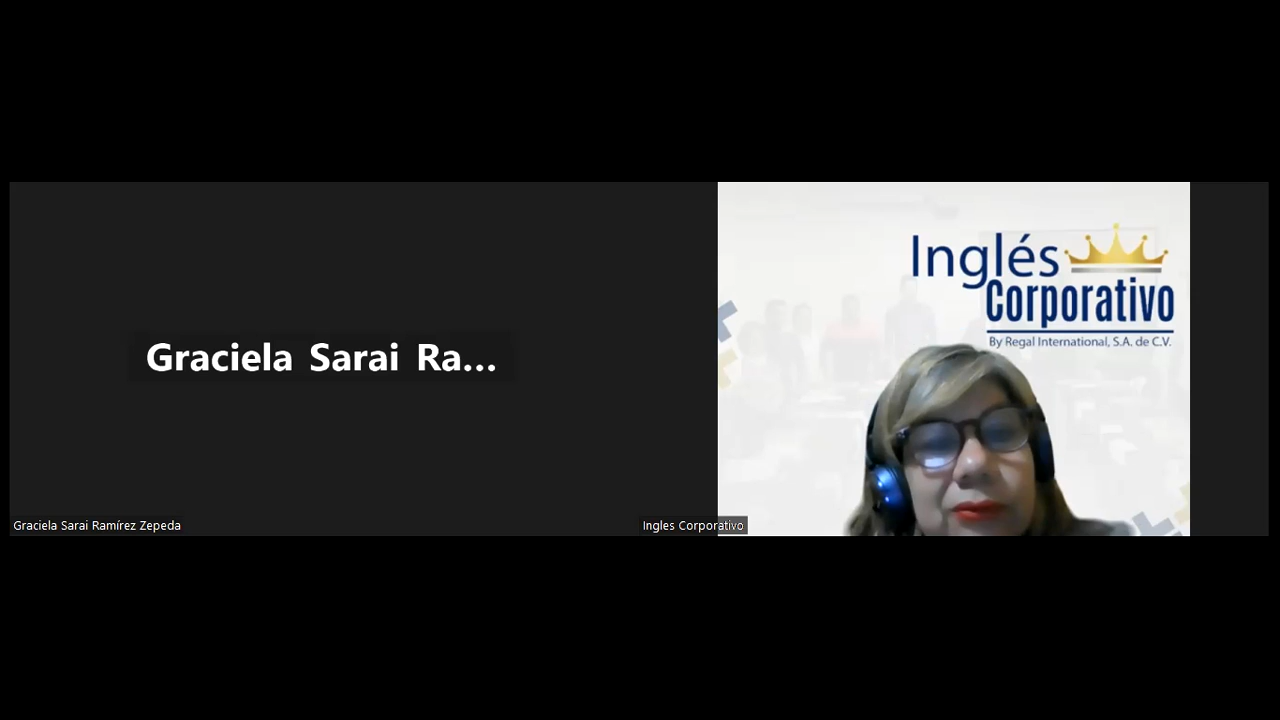 Graciela Sarai Ra...
Graciela Sarai Ramírez Zepeda
Inglés
Corporativo
By Regal International, S.A. de C.V.
Ingles Corporativo